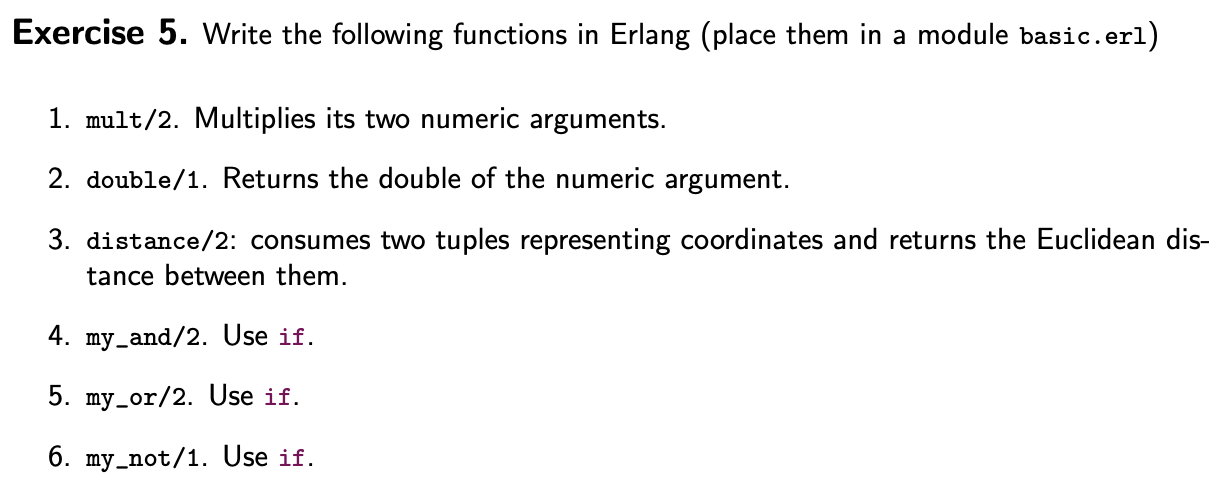 Exercise 5. Write the following functions in Erlang (place them in a module basic.erl)
1. mult/2. Multiplies its two numeric arguments.
2. double/1. Returns the double of the numeric argument.
3. distance/2: consumes two tuples representing coordinates and returns the Euclidean dis-
tance between them.
4. my_and/2. Use if.
5. my_or/2. Use if.
6. my_not/1. Use if.